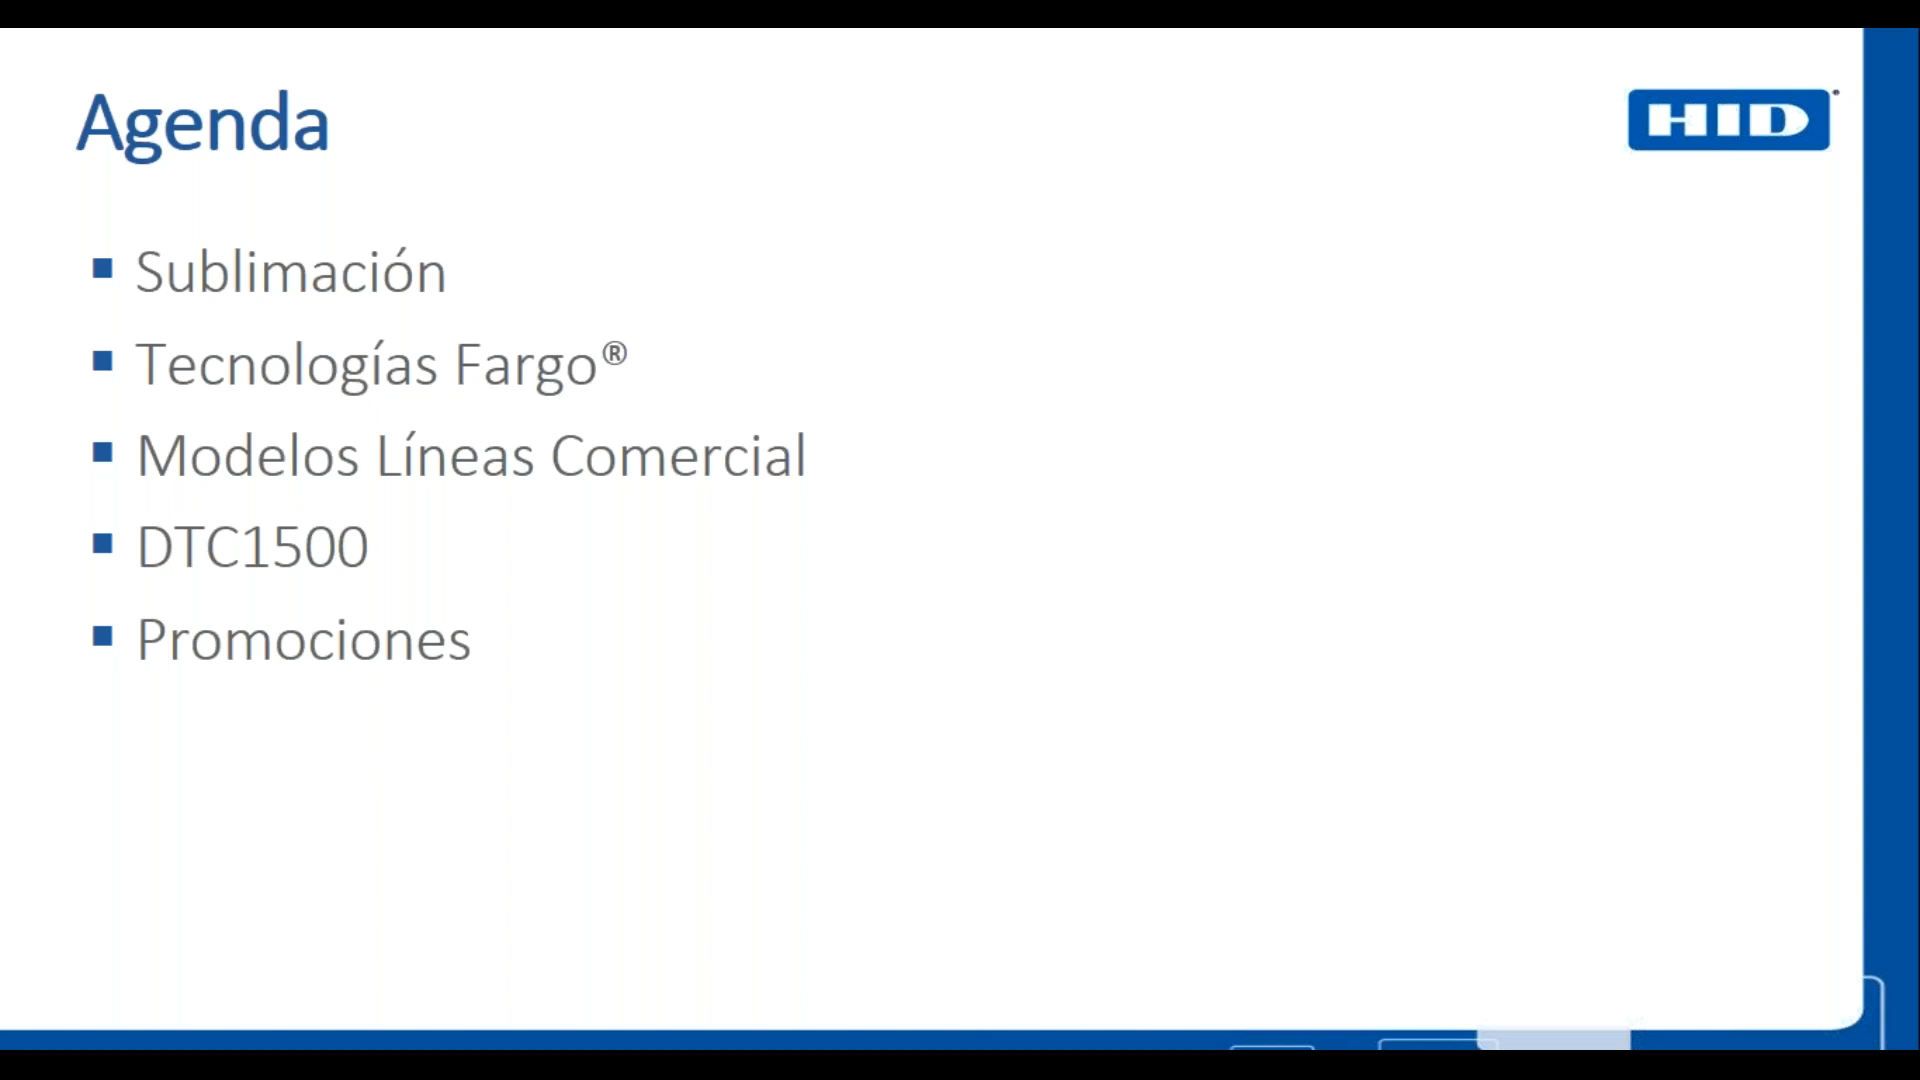 Agenda
HID
Sublimación
Tecnologías Fargo®
Modelos Líneas Comercial
DTC1500
Promociones